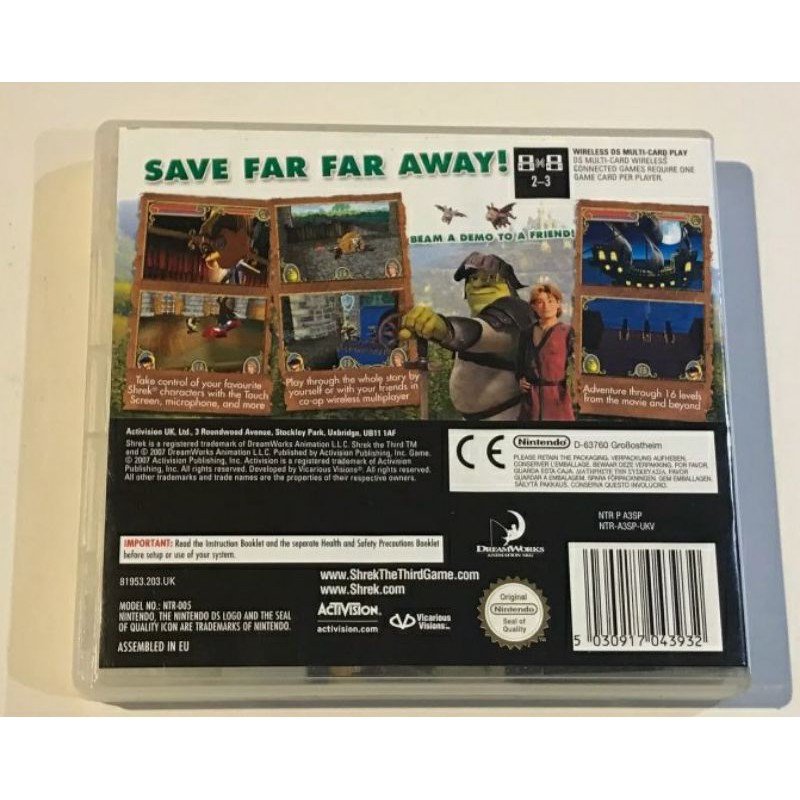 SAVE FAR FAR AWAY!
2-3
WIRELESS DS MULTI-CARD PLAY
DS MULTI-CARD WIRELESS
CONNECTED GAMES REQUIRE ONE
GAME CARD PER PLAYER.
BEAM A DEMO TO A FRIEND!
Take control of your favourite
Shrek™ characters with the Touch
Screen, microphone, and more
Play through the whole story by
yourself or with your friends in
co-op wireless multiplayer
Adventure through 16 levels
from the movie and beyond
Activision UK, Ltd., 3 Roundwood Avenue, Stockley Park, Uxbridge, UB11 1AF
Shrek is a registered trademark of DreamWorks Animation L.L.C. Shrek the Third TM
and © 2007 DreamWorks Animation L.L.C. Published by Activision Publishing, Inc. Game
© 2007 Activision Publishing, Inc. Activision is a registered trademark of Activision
Publishing, Inc. All rights reserved. Developed by Vicarious Visions®. All rights reserved.
All other trademarks and trade names are the properties of their respective owners.
CE
Nintendo
D-63760 Großostheim
PLEASE RETAIN THE PACKAGING. VERPACKUNG AUFHEBEN.
CONSERVER L'EMBALLAGE. BEWAAR DEZE VERPAKKING. POR FAVOR,
GUARDE ESTA CAJA. ΔΙΑΤΗΡΕΙΤΕ ΤΗ ΣΥΣΚΕΥΑΣΙΑ. FAVOR
GUARDAR A EMBALAGEM. SPARA FÖRPACKNINGEN. GEM EMBALLAGEN.
SÄILYTÄ PAKKAUS. CONSERVA QUESTO INVOLUCRO.
NTR P A3SP
NTR-A3SP-UKV
IMPORTANT: Read the Instruction Booklet and the separate Health and Safety Precautions Booklet
before setup or use of your system.
DREAMWORKS
ANIMATION SKG
81953.203.UK
www.ShrekTheThirdGame.com
www.Shrek.com
MODEL NO.: NTR-005
NINTENDO, THE NINTENDO DS LOGO AND THE SEAL
OF QUALITY ICON ARE TRADEMARKS OF NINTENDO.
ASSEMBLED IN EU
ACTIVISION
activision.com
Vicarious
Visions
Original
Nintendo
Seal of
Quality
5 030917 043932